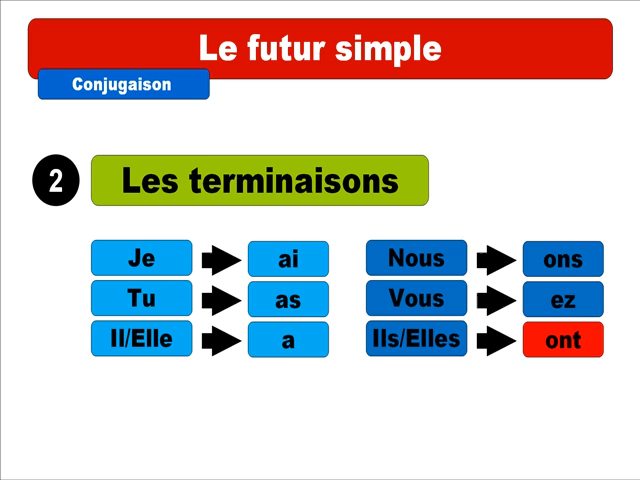 Le futur simple
Conjugaison
2 Les terminaisons
Je ai Nous ons
Tu as Vous ez
Il/Elle a Ils/Elles ont